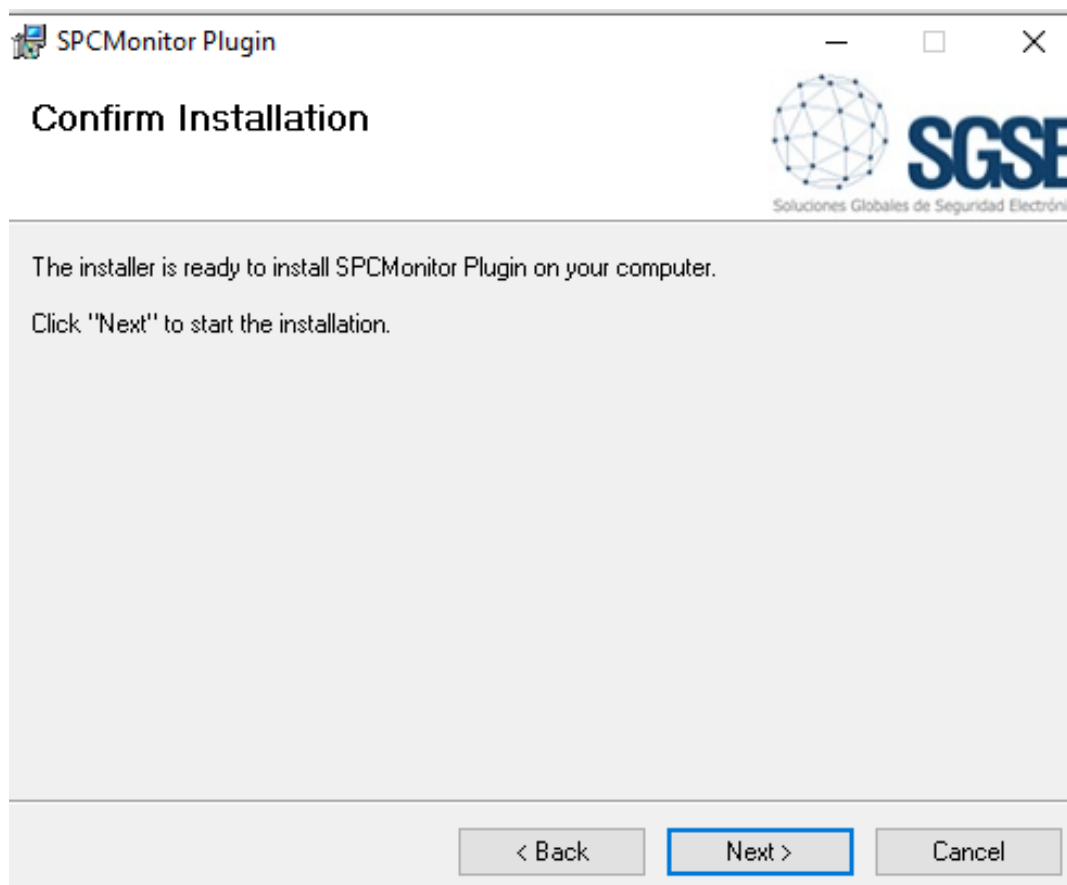 SPCMonitor Plugin
Confirm Installation
SGSE
Soluciones Globales de Seguridad
The installer is ready to install SPCMonitor Plugin on your computer.
Click "Next" to start the installation.
< Back
Next >
Cancel